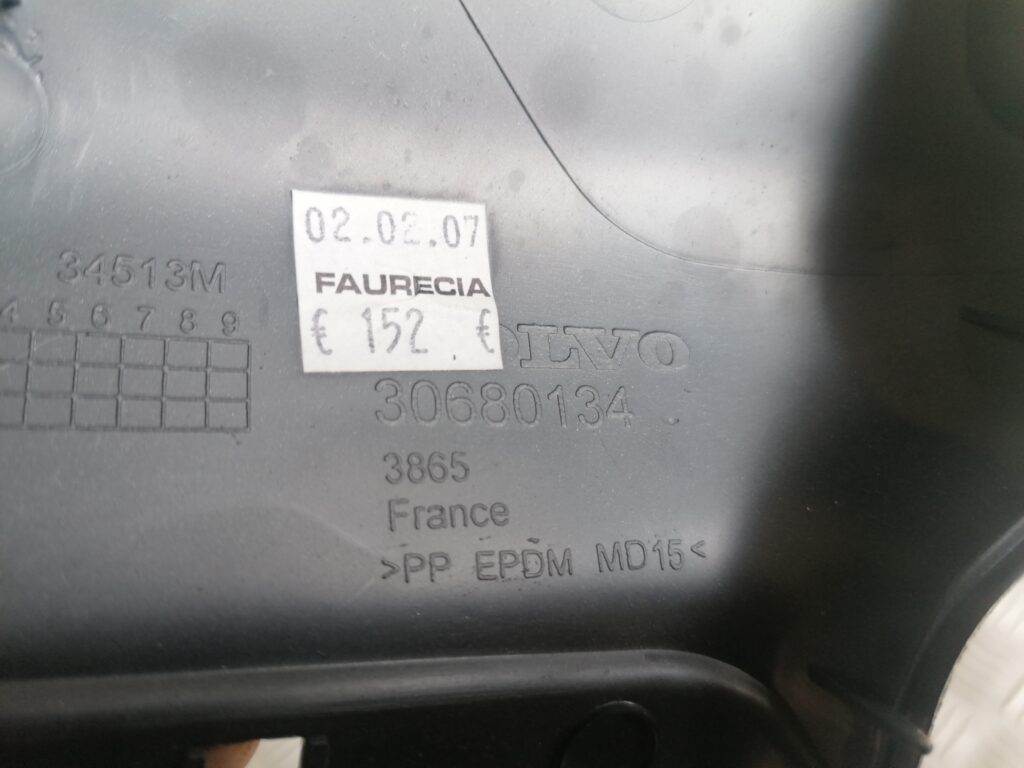 02.02.07
FAURECIA
€ 152 €
34513M
4 5 6 7 8 9
OLVO
30680134
3865
France
>PP EPDM MD15<